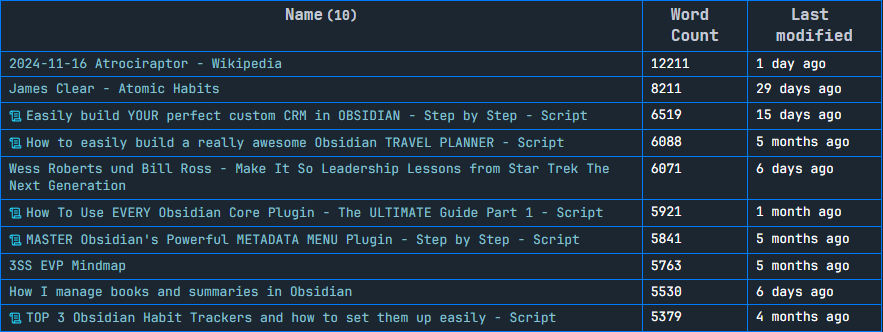 Name (10) Word Count Last modified
2024-11-16 Atrociraptor - Wikipedia 12211 1 day ago
James Clear - Atomic Habits 8211 29 days ago
Easily build YOUR perfect custom CRM in OBSIDIAN - Step by Step - Script 6519 15 days ago
How to easily build a really awesome Obsidian TRAVEL PLANNER - Script 6088 5 months ago
Wess Roberts und Bill Ross - Make It So Leadership Lessons from Star Trek The 6071 6 days ago
Next Generation
How To Use EVERY Obsidian Core Plugin - The ULTIMATE Guide Part 1 - Script 5921 1 month ago
MASTER Obsidian's Powerful METADATA MENU Plugin - Step by Step - Script 5841 5 months ago
3SS EVP Mindmap 5763 5 months ago
How I manage books and summaries in Obsidian 5530 6 days ago
TOP 3 Obsidian Habit Trackers and how to set them up easily - Script 5379 4 months ago